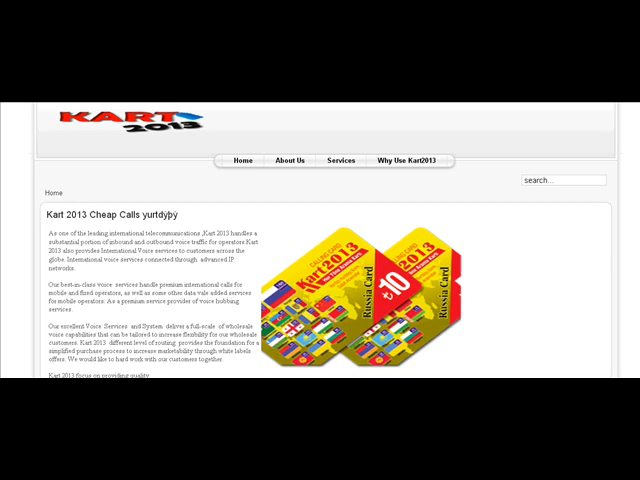 KART
2013
Home About Us Services Why Use Kart2013
search...
Home
Kart 2013 Cheap Calls yurtdýþý
As one of the leading international telecommunications ,Kart 2013 handles a
substantial portion of inbound and outbound voice traffic for operators.Kart
2013 also provides International Voice services to customers across the
globe. International voice services connected through  advanced IP
networks.
Our best-in-class voice  services handle premium international calls for
mobile and fixed operators, as well as some other data vale added services
for mobile operators. As a premium service provider of voice hubbing
services.
Our excellent Voice  Services  and System  deliver a full-scale  of wholesale
voice capabilities that can be tailored to increase flexibility for our wholesale
customers. Kart 2013  different level of routing  provides the foundation for a
simplified purchase process to increase marketability through white labels
offers. We would like to hard work with our customers together.
Kart 2013 focus on providing quality
CALLING CARD
Kart2013
Russia Card
₺10
CALLING CARD
Kart2013
Russia Card